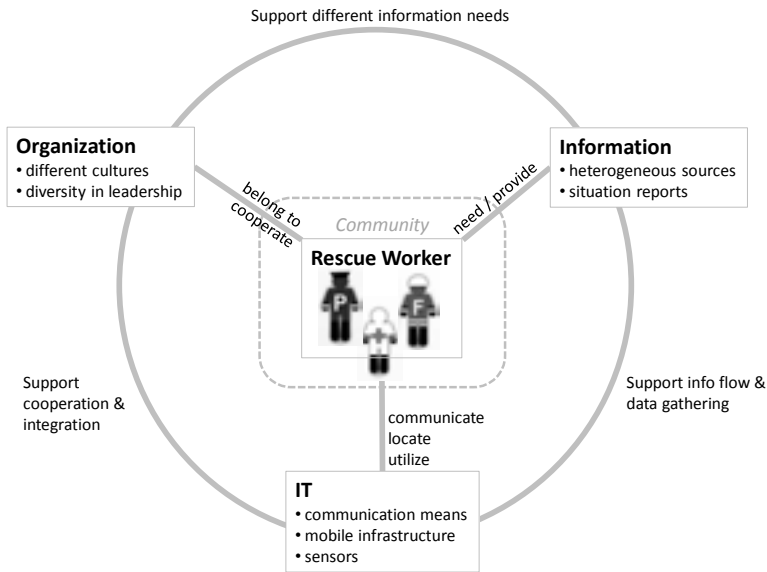 Support different information needs
Organization
• different cultures
• diversity in leadership
Information
• heterogeneous sources
• situation reports
belong to
cooperate
need / provide
Community
Rescue Worker
P
F
Support
cooperation &
integration
Support info flow &
data gathering
communicate
locate
utilize
IT
• communication means
• mobile infrastructure
• sensors